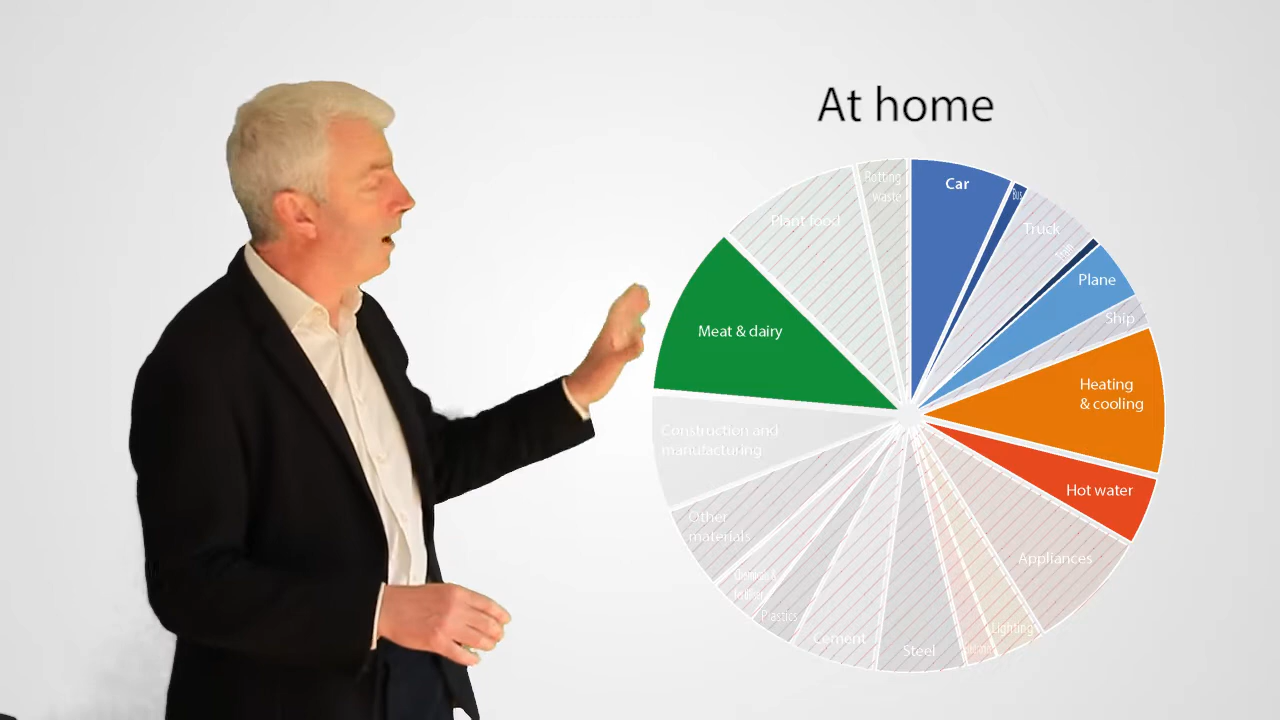 At home
Car
Bus
Truck
Plane
Ship
Heating
& cooling
Hot water
Appliances
Lighting
Steel
Cement
Plastics
Other
materials
Construction and
manufacturing
Meat & dairy
Plant food
Rotting
waste